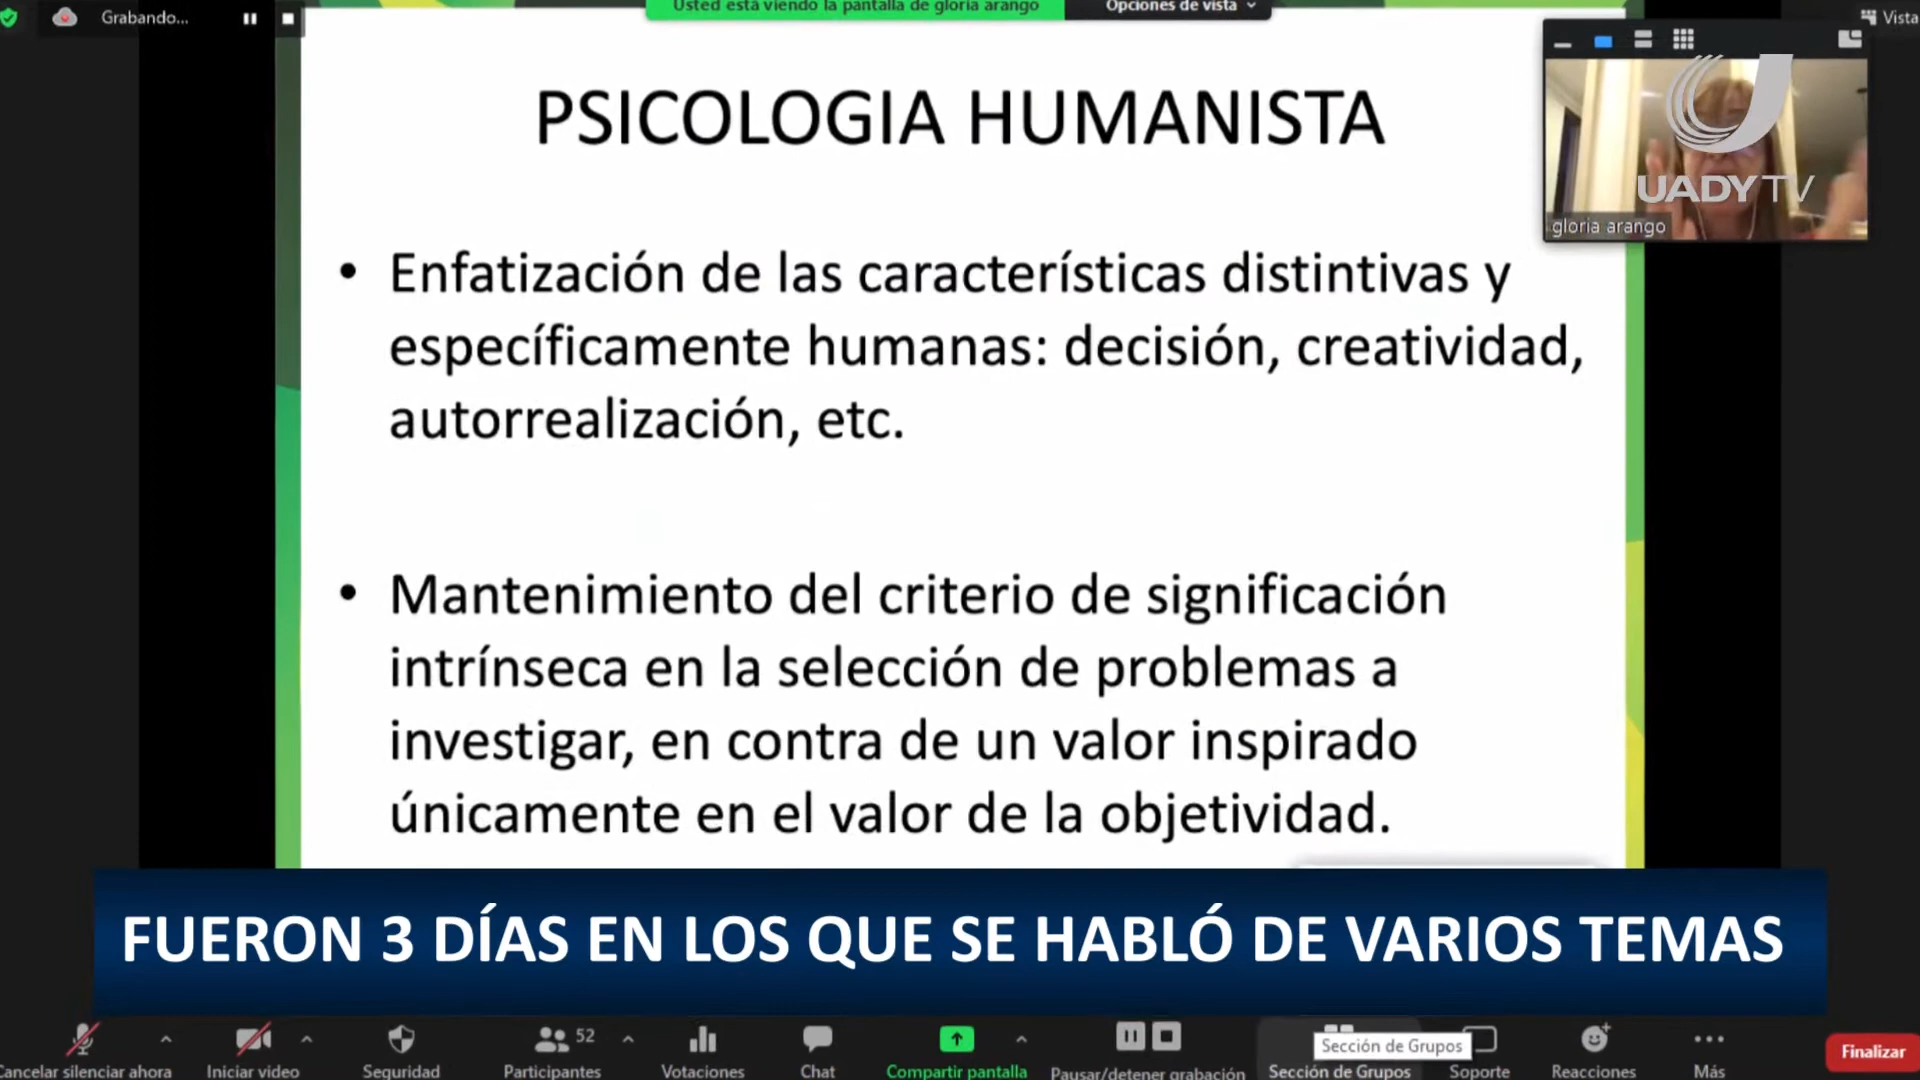 Grabando...
Usted está viendo la pantalla de gloria arango
Opciones de vista
Vista
PSICOLOGIA HUMANISTA
UADY TV
gloria arango
• Enfatización de las características distintivas y
específicamente humanas: decisión, creatividad,
autorrealización, etc.
• Mantenimiento del criterio de significación
intrínseca en la selección de problemas a
investigar, en contra de un valor inspirado
únicamente en el valor de la objetividad.
FUERON 3 DÍAS EN LOS QUE SE HABLÓ DE VARIOS TEMAS
52
Sección de Grupos
Cancelar silenciar ahora
Iniciar video
Seguridad
Participantes
Votaciones
Chat
Compartir pantalla
Pausar/detener grabación
Sección de Grupos
Soporte
Reacciones
Más
Finalizar